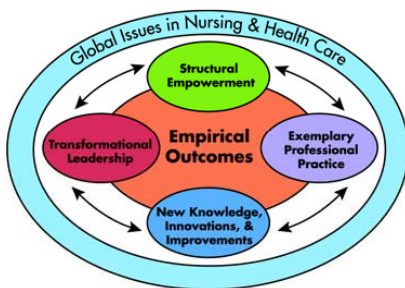 Global Issues in Nursing & Health Care
Structural
Empowerment
Transformational
Leadership
Empirical
Outcomes
Exemplary
Professional
Practice
New Knowledge,
Innovations, &
Improvements